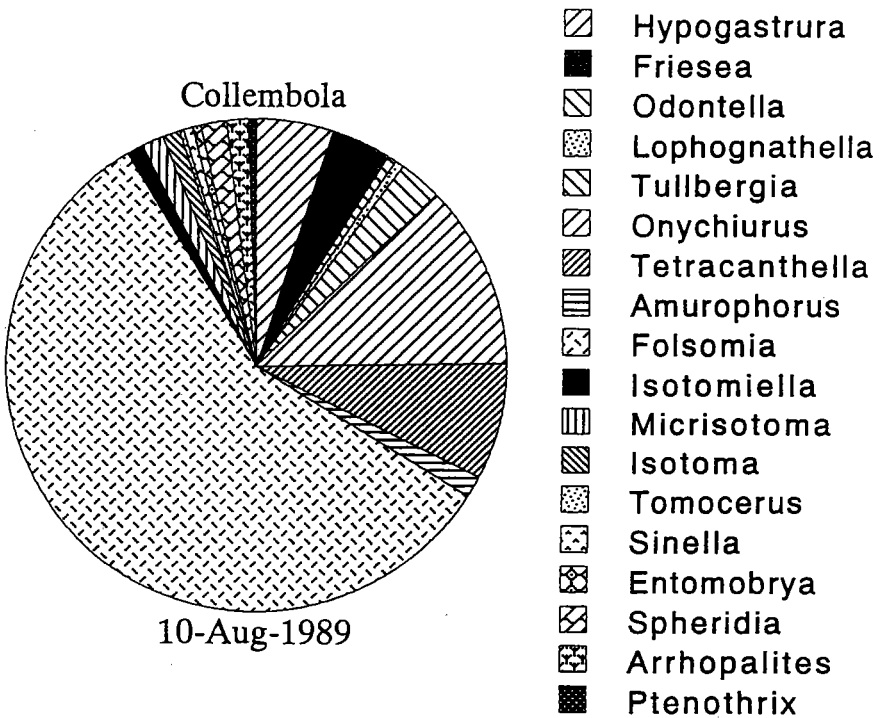 Collembola
10-Aug-1989
Hypogastrura
Friesea
Odontella
Lophognathella
Tullbergia
Onychiurus
Tetracanthella
Amurophorus
Folsomia
Isotomiella
Micrisotoma
Isotoma
Tomocerus
Sinella
Entomobrya
Spheridia
Arrhopalites
Ptenothrix